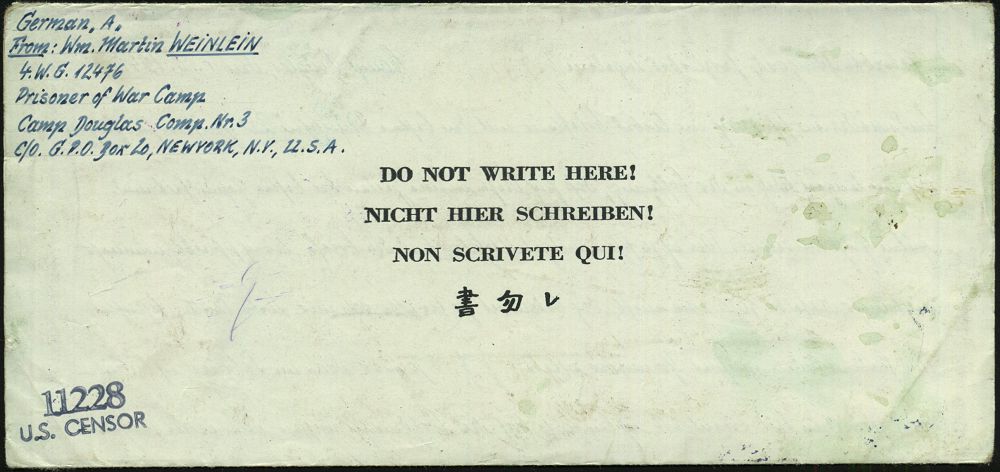 German, A.
From: Wm. Martin WEINLEIN
4.W.G. 12476
Prisoner of War Camp
Camp Douglas Comp. Nr. 3
C/O. G.P.O. Box 20, NEWYORK, N.Y., U.S.A.
DO NOT WRITE HERE!
NICHT HIER SCHREIBEN!
NON SCRIVETE QUI!
書勿レ
11228
U.S. CENSOR